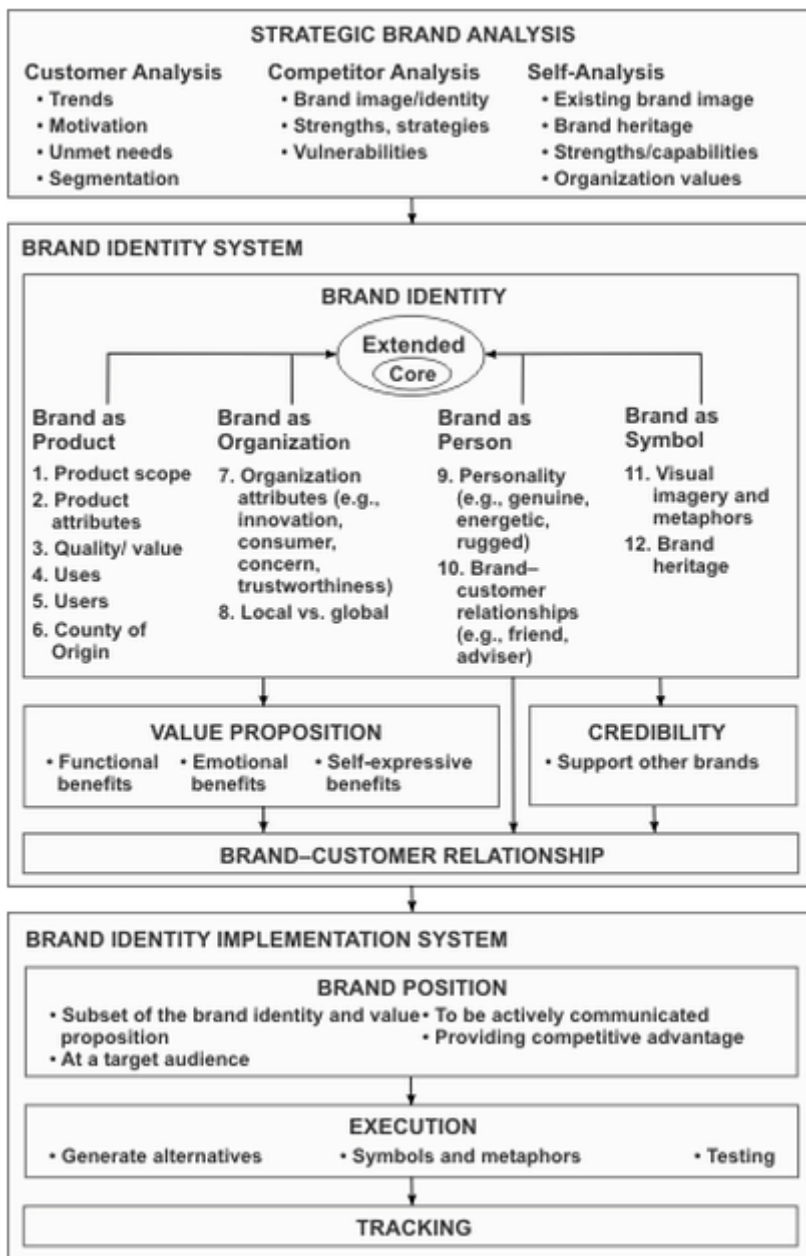 STRATEGIC BRAND ANALYSIS
Customer Analysis
• Trends
• Motivation
• Unmet needs
• Segmentation
Competitor Analysis
• Brand image/identity
• Strengths, strategies
• Vulnerabilities
Self-Analysis
• Existing brand image
• Brand heritage
• Strengths/capabilities
• Organization values
BRAND IDENTITY SYSTEM
BRAND IDENTITY
Extended
Core
Brand as
Product
1. Product scope
2. Product
attributes
3. Quality/ value
4. Uses
5. Users
6. County of
Origin
Brand as
Organization
7. Organization
attributes (e.g.,
innovation,
consumer,
concern,
trustworthiness)
8. Local vs. global
Brand as
Person
9. Personality
(e.g., genuine,
energetic,
rugged)
10. Brand–
customer
relationships
(e.g., friend,
adviser)
Brand as
Symbol
11. Visual
imagery and
metaphors
12. Brand
heritage
VALUE PROPOSITION
• Functional
benefits
• Emotional
benefits
• Self-expressive
benefits
CREDIBILITY
• Support other brands
BRAND–CUSTOMER RELATIONSHIP
BRAND IDENTITY IMPLEMENTATION SYSTEM
BRAND POSITION
• Subset of the brand identity and value
proposition
• At a target audience
• To be actively communicated
• Providing competitive advantage
EXECUTION
• Generate alternatives
• Symbols and metaphors
• Testing
TRACKING